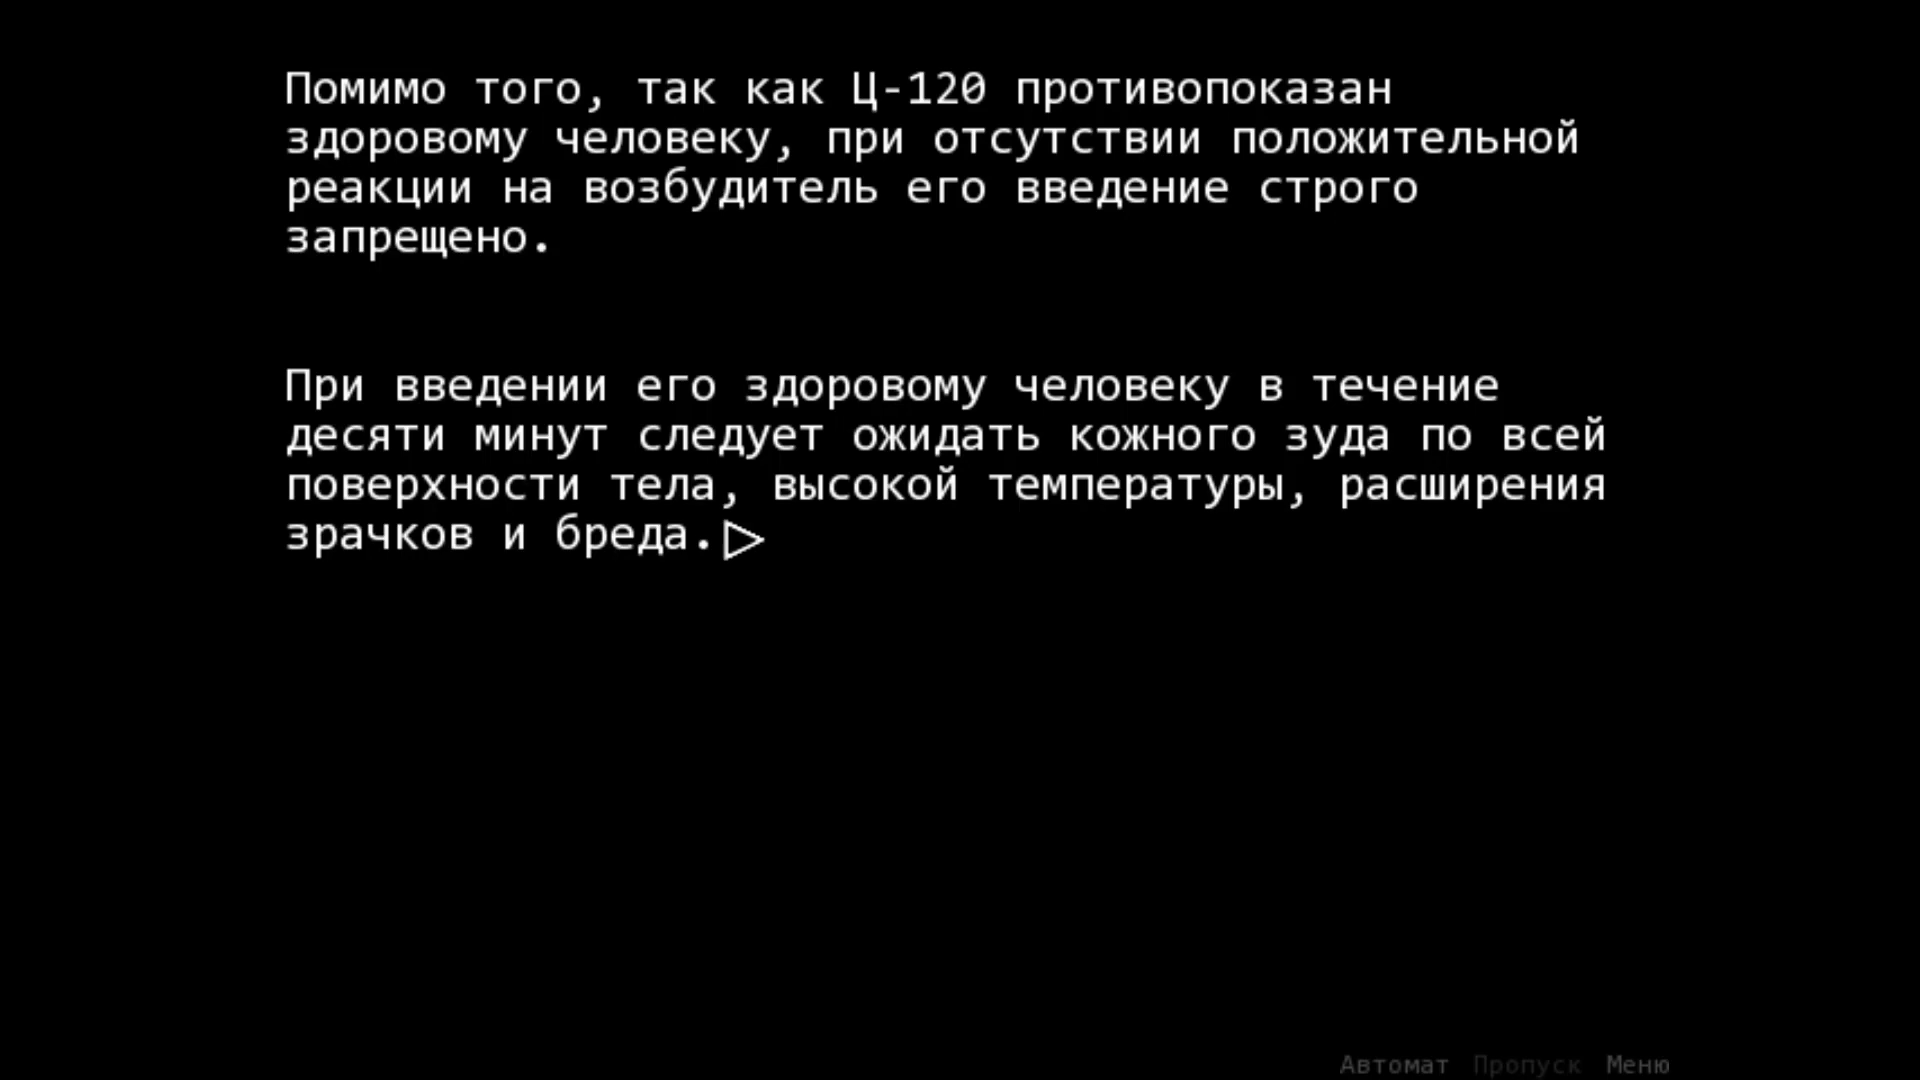 Помимо того, так как Ц-120 противопоказан
здоровому человеку, при отсутствии положительной
реакции на возбудитель его введение строго
запрещено.
При введении его здоровому человеку в течение
десяти минут следует ожидать кожного зуда по всей
поверхности тела, высокой температуры, расширения
зрачков и бреда.
Автомат Пропуск Меню